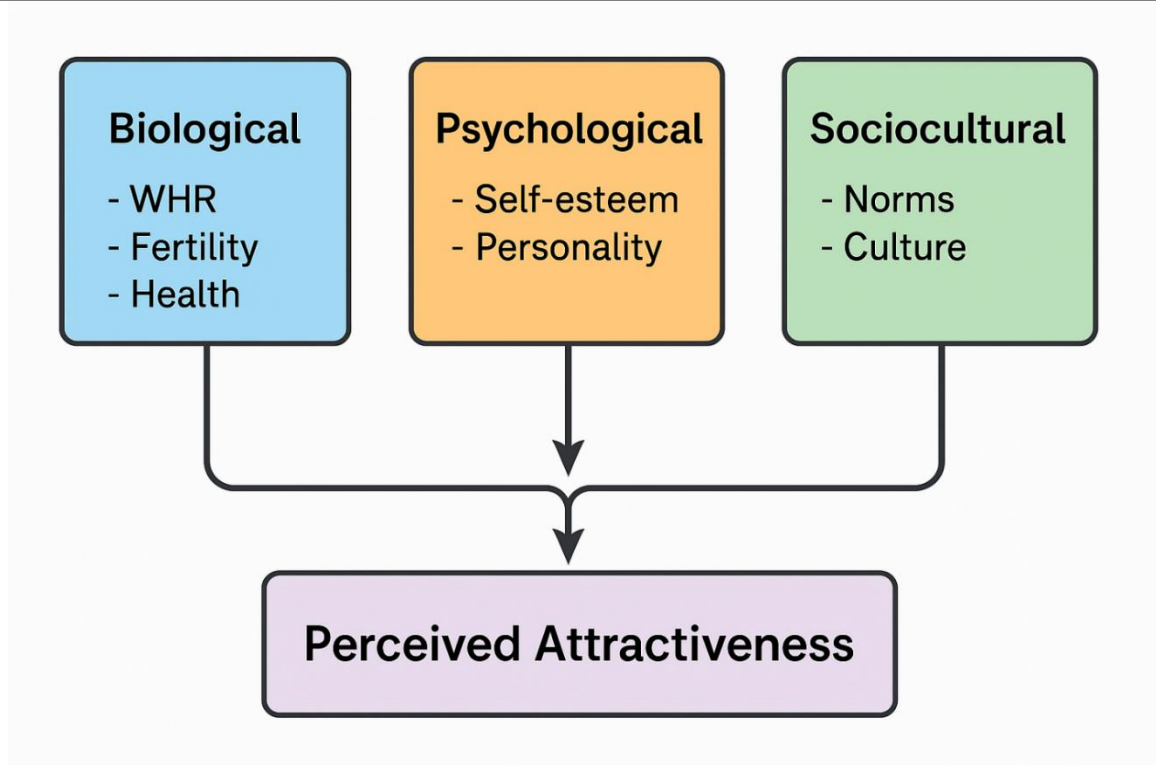 Biological
- WHR
- Fertility
- Health
Psychological
- Self-esteem
- Personality
Sociocultural
- Norms
- Culture
Perceived Attractiveness